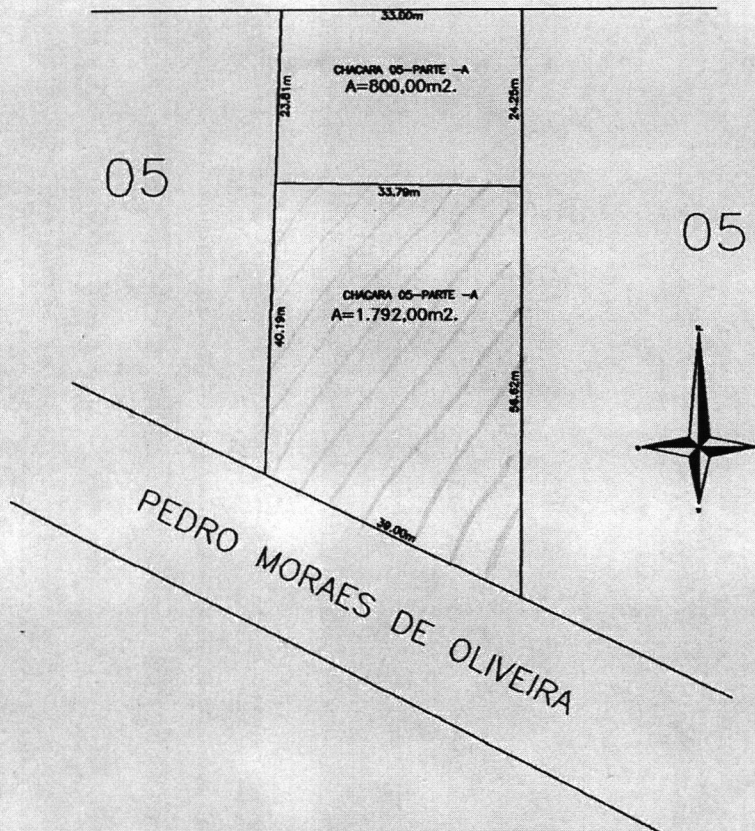 33.00m
CHACARA 05-PARTE -A
A=800,00m2.
23.81m
24.25m
05
33.79m
05
CHACARA 05-PARTE -A
A=1.792,00m2.
40.19m
56.62m
39.00m
PEDRO MORAES DE OLIVEIRA